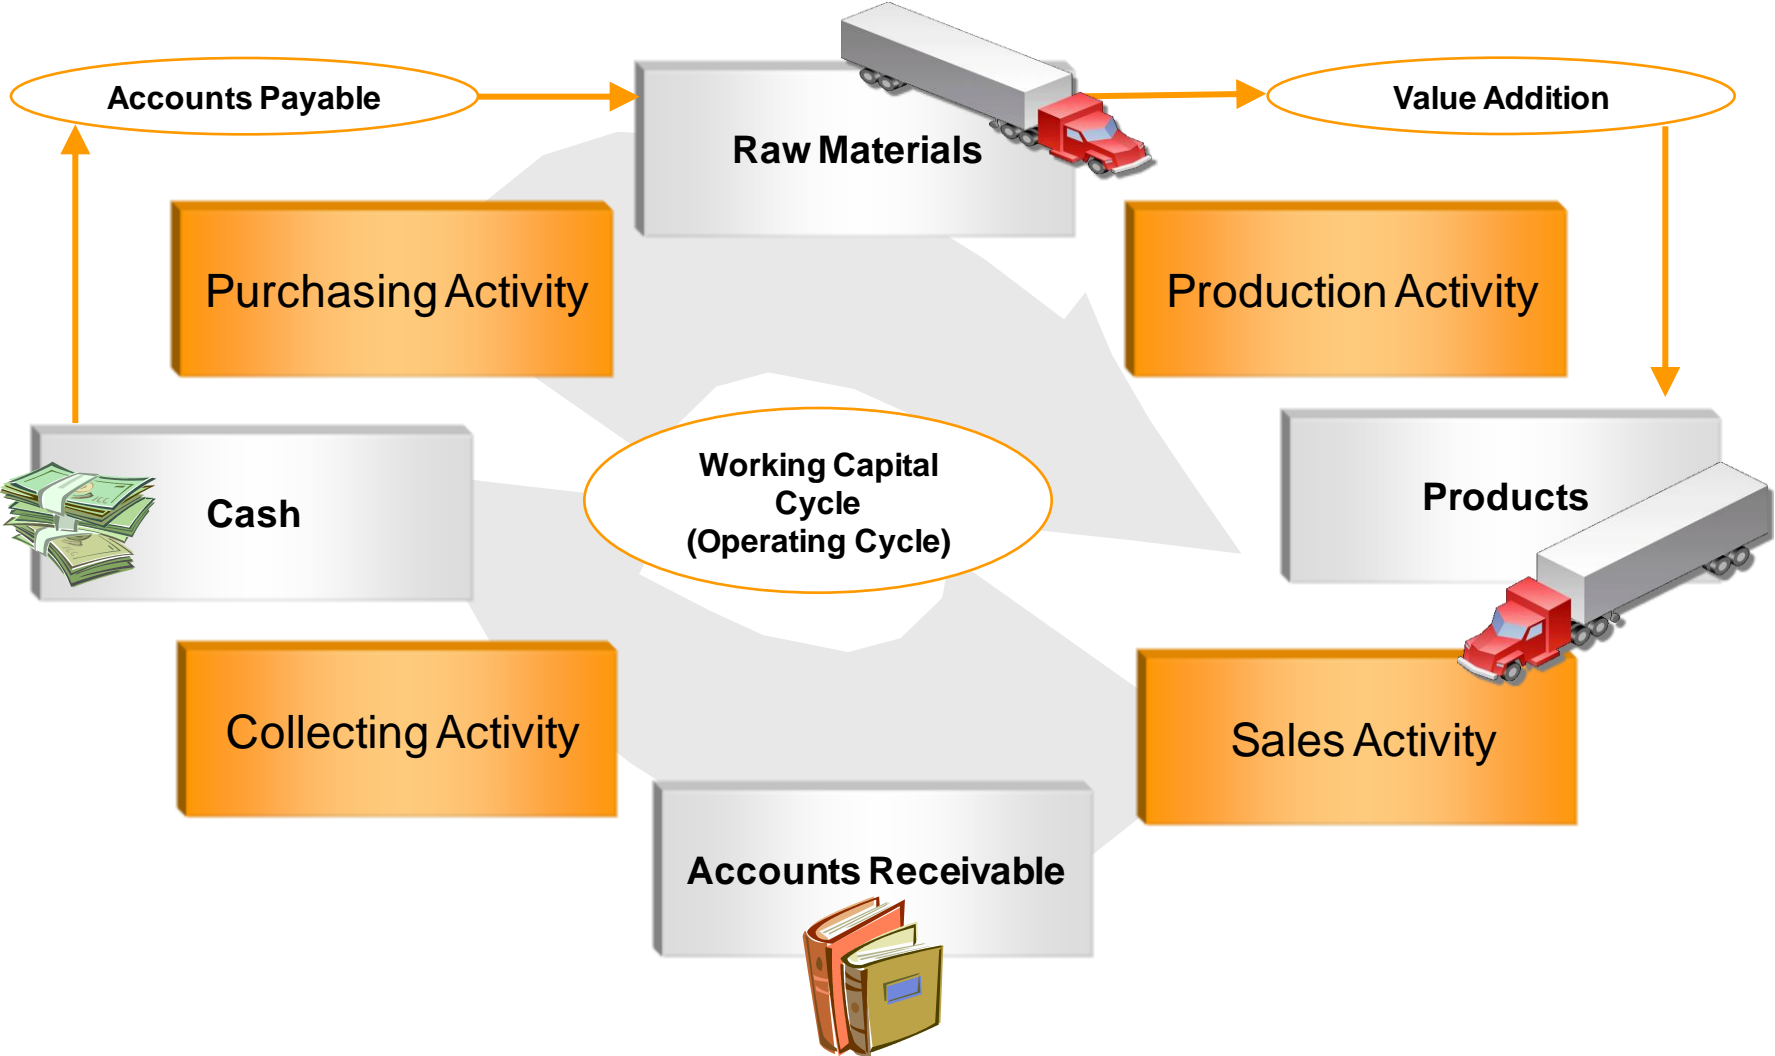 Accounts Payable
Value Addition
Raw Materials
Purchasing Activity
Production Activity
Working Capital
Cycle
(Operating Cycle)
Cash
Products
Collecting Activity
Sales Activity
Accounts Receivable